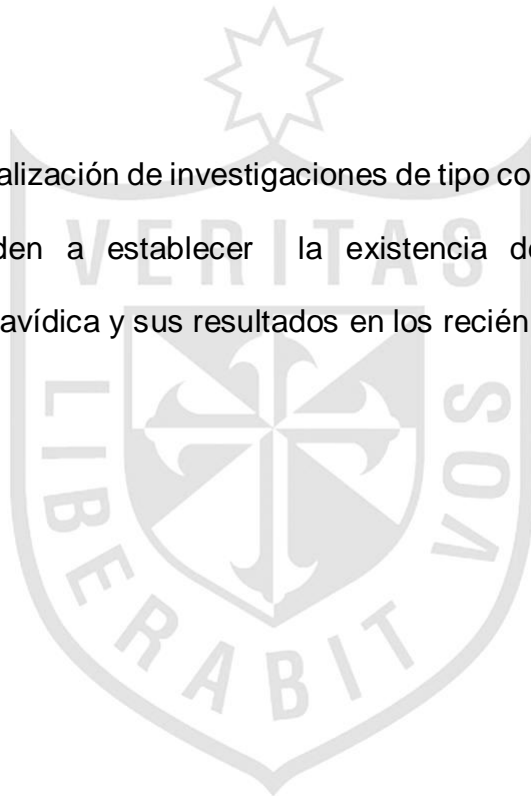 alización de investigaciones de tipo co
den a establecer la existencia de
avídica y sus resultados en los recién
VERITAS
LIBERABIT
VOS